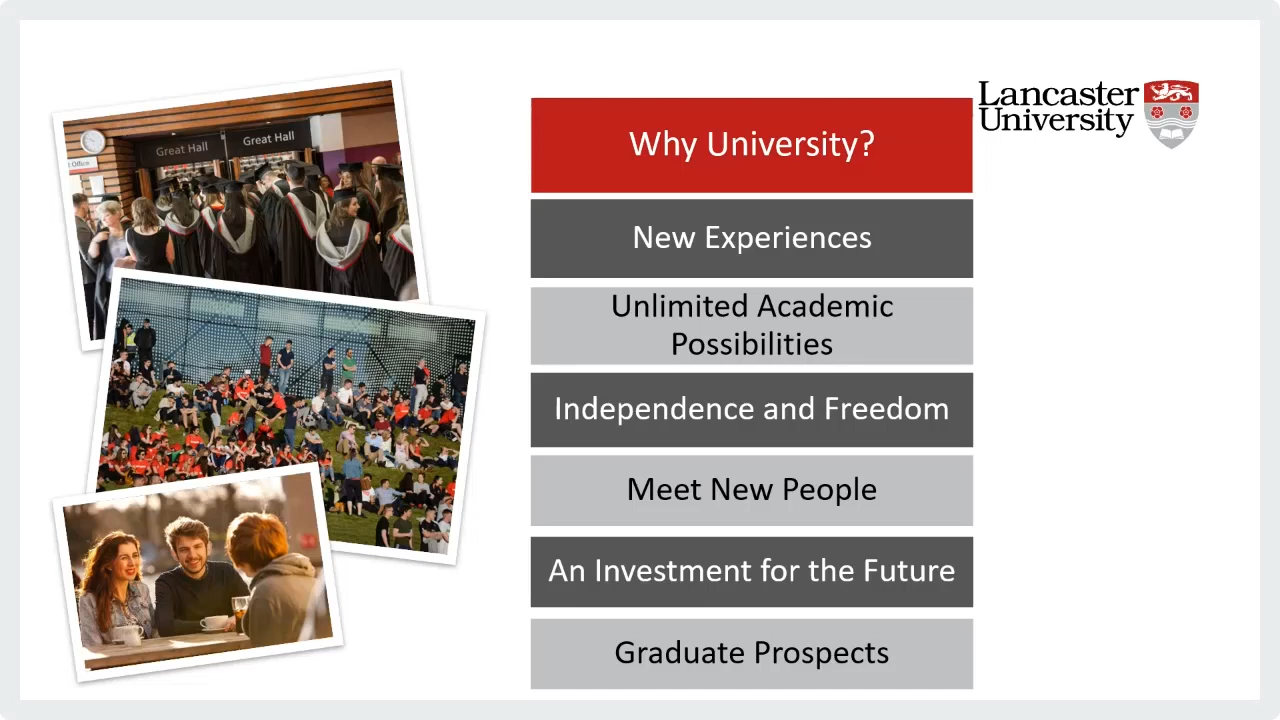 Great Hall
Great Hall
Office
Lancaster
University
Why University?
New Experiences
Unlimited Academic
Possibilities
Independence and Freedom
Meet New People
An Investment for the Future
Graduate Prospects